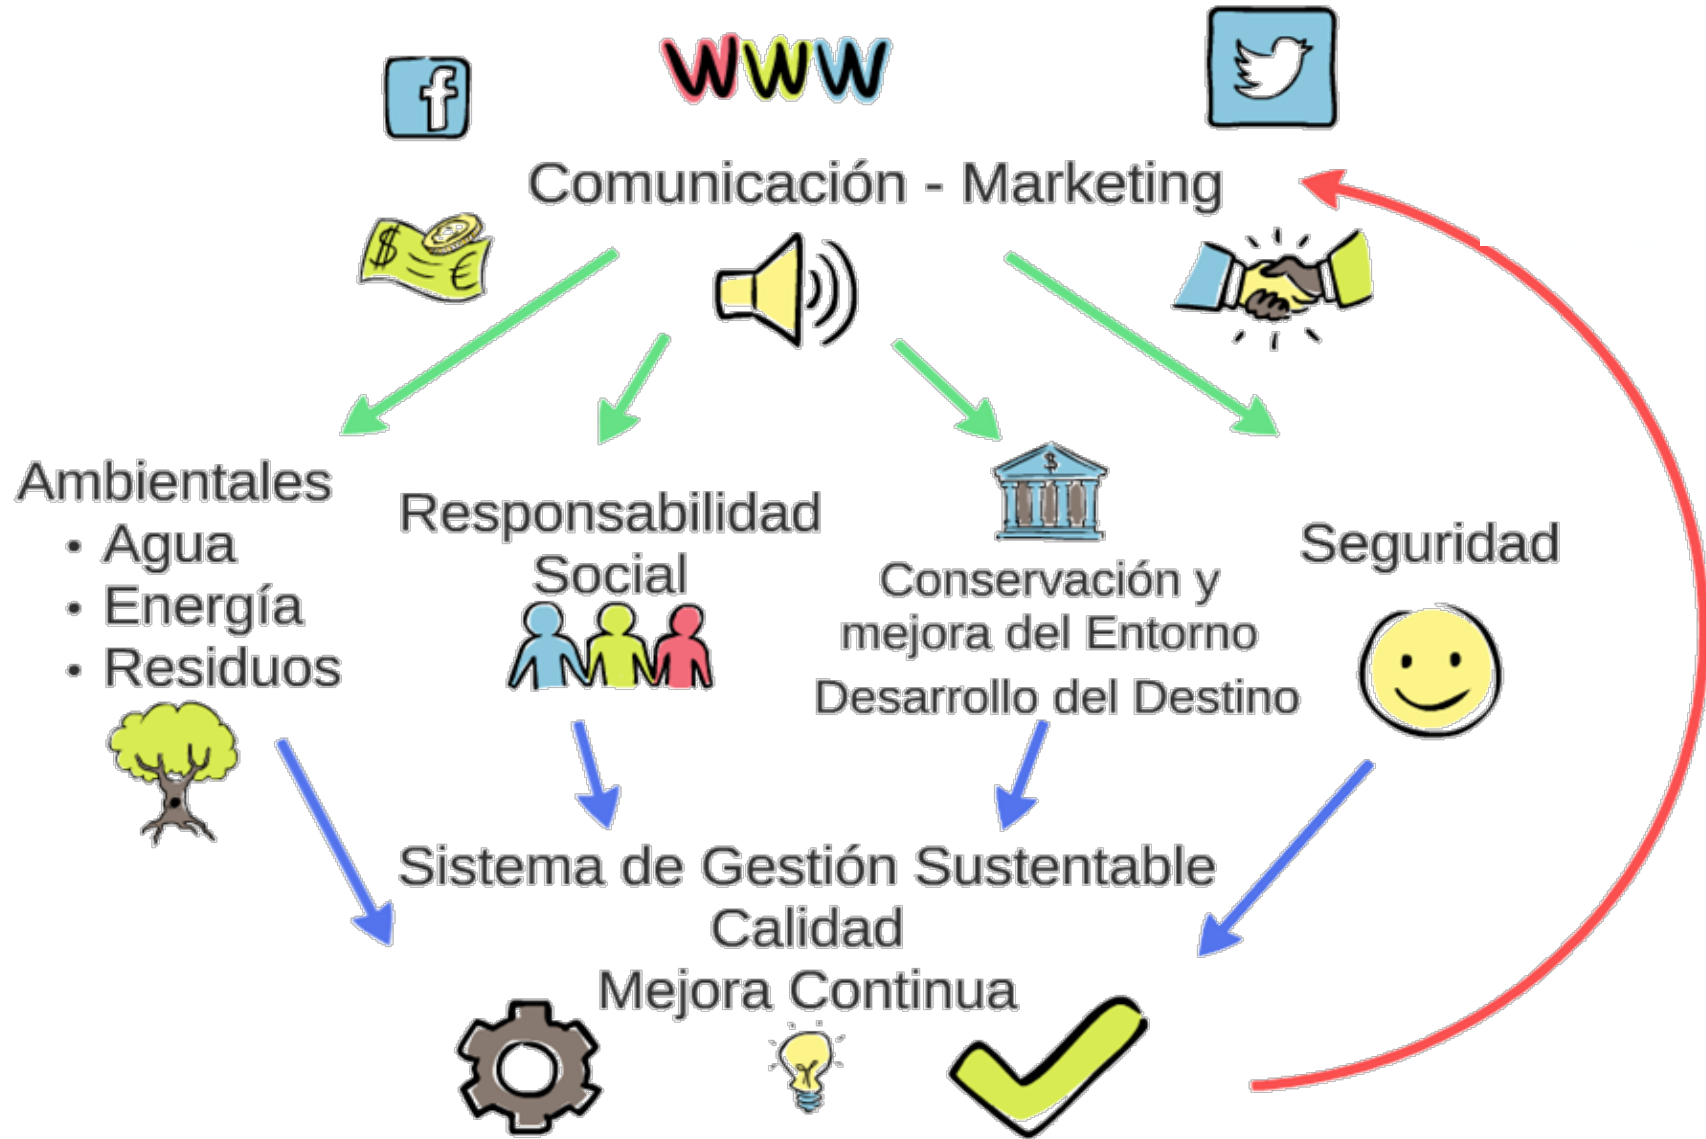 f
WWW
Comunicación - Marketing
$ €
Ambientales
• Agua
• Energía
• Residuos
Responsabilidad
Social
$
Conservación y
mejora del Entorno
Desarrollo del Destino
Seguridad
Sistema de Gestión Sustentable
Calidad
Mejora Continua